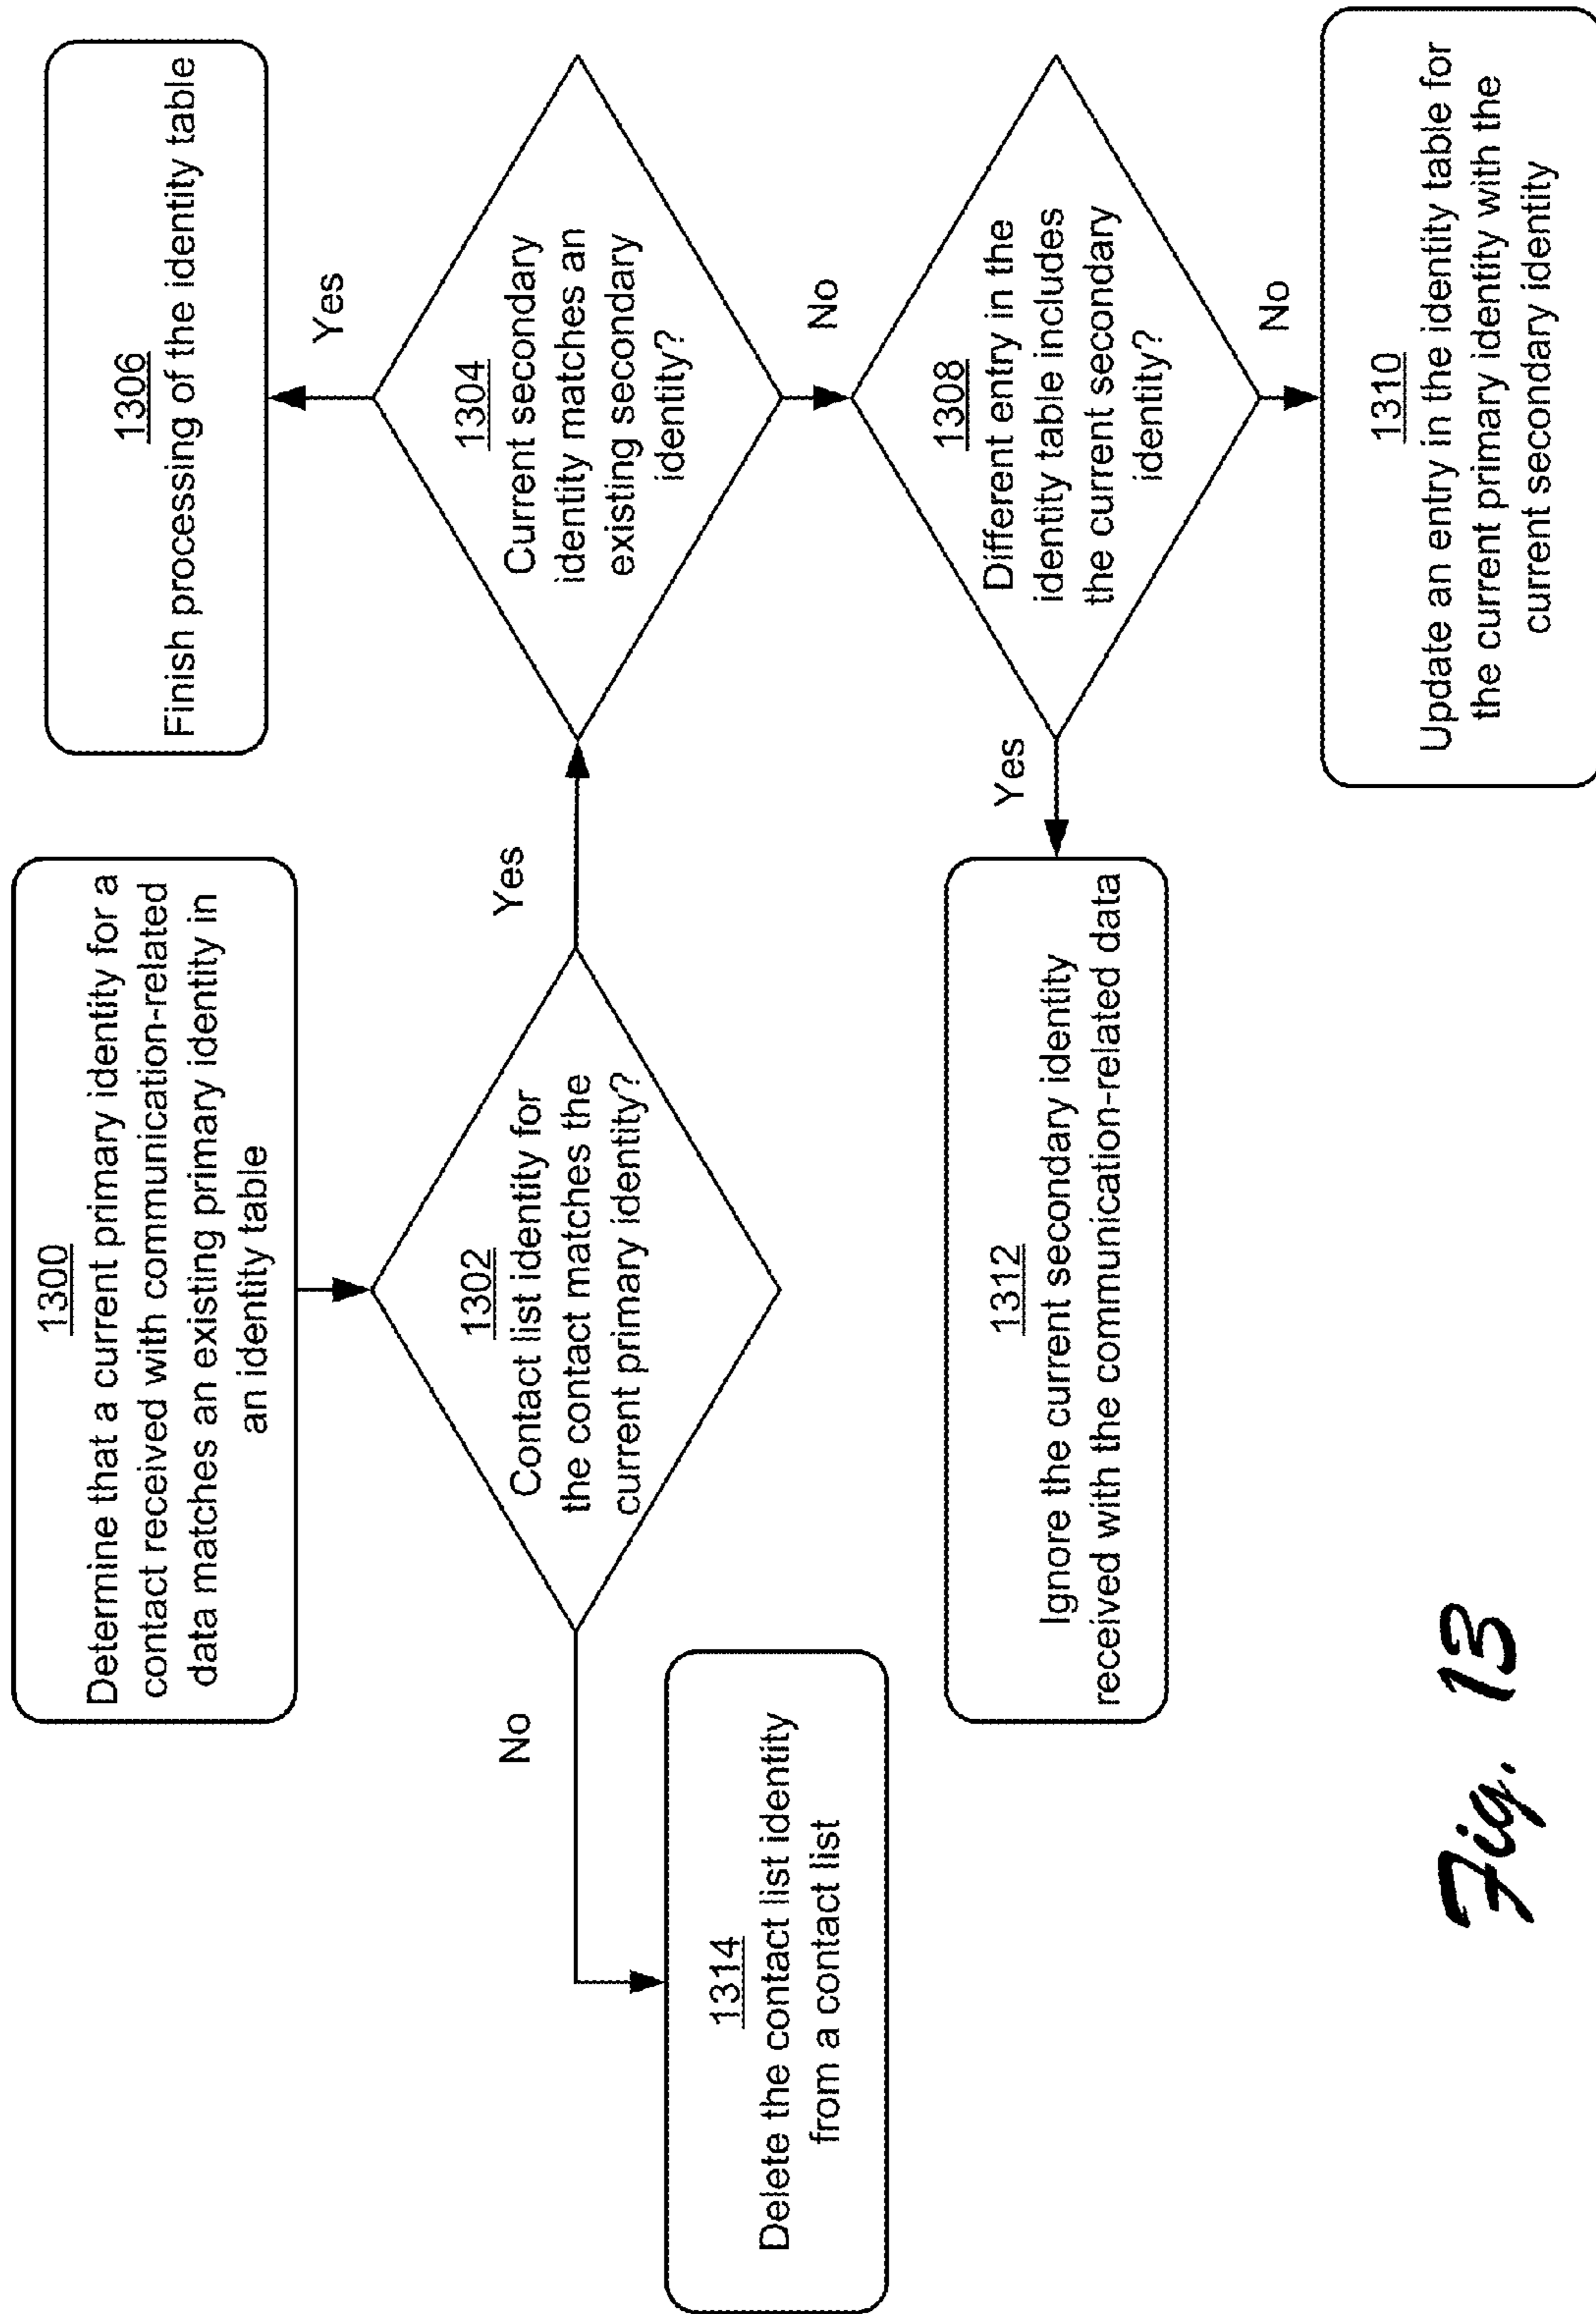 1300
Determine that a current primary identity for a
contact received with communication-related
data matches an existing primary identity in
an identity table
1302
Contact list identity for
the contact matches the
current primary identity?
Yes
No
1304
Current secondary
identity matches an
existing secondary
identity?
Yes
No
1306
Finish processing of the identity table
1308
Different entry in the
identity table includes
the current secondary
identity?
Yes
No
1310
Update an entry in the identity table for
the current primary identity with the
current secondary identity
1312
Ignore the current secondary identity
received with the communication-related data
1314
Delete the contact list identity
from a contact list
Fig. 13